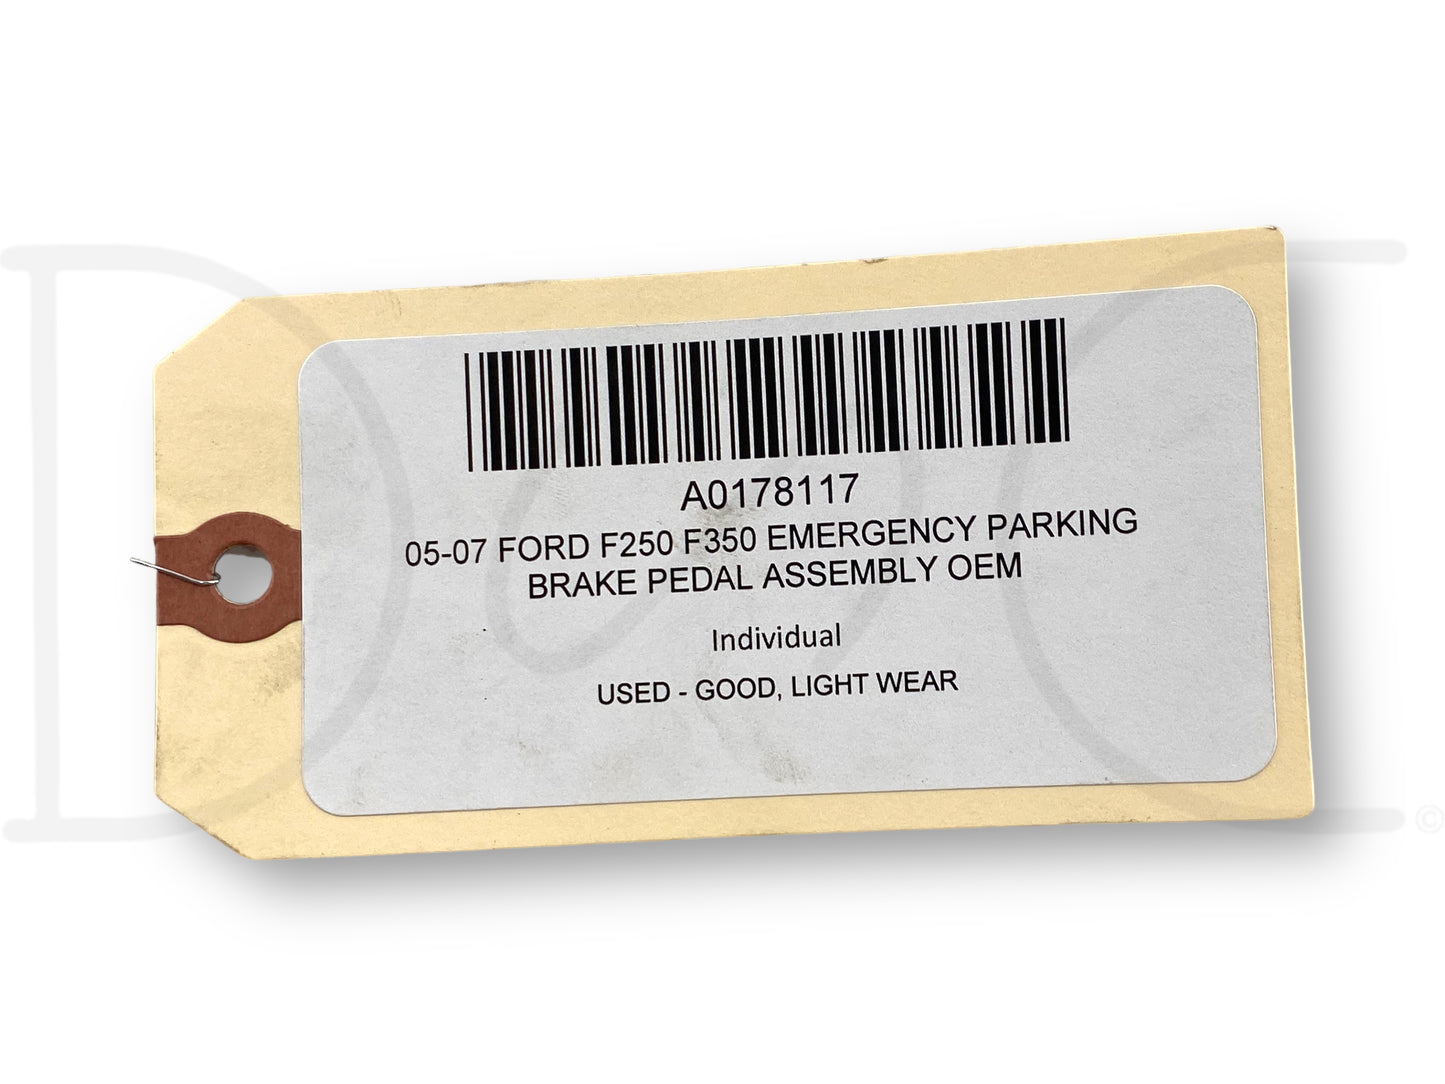 A0178117
05-07 FORD F250 F350 EMERGENCY PARKING
BRAKE PEDAL ASSEMBLY OEM
Individual
USED - GOOD, LIGHT WEAR
©